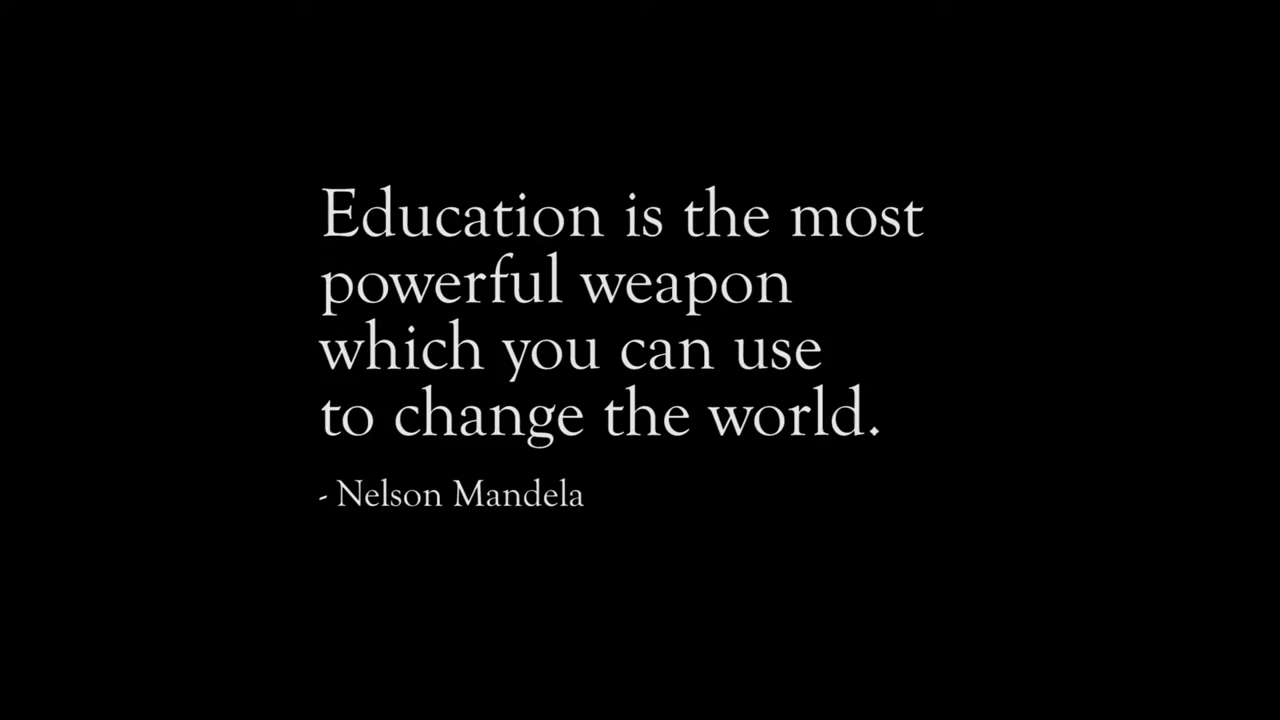 Education is the most
powerful weapon
which you can use
to change the world.
- Nelson Mandela